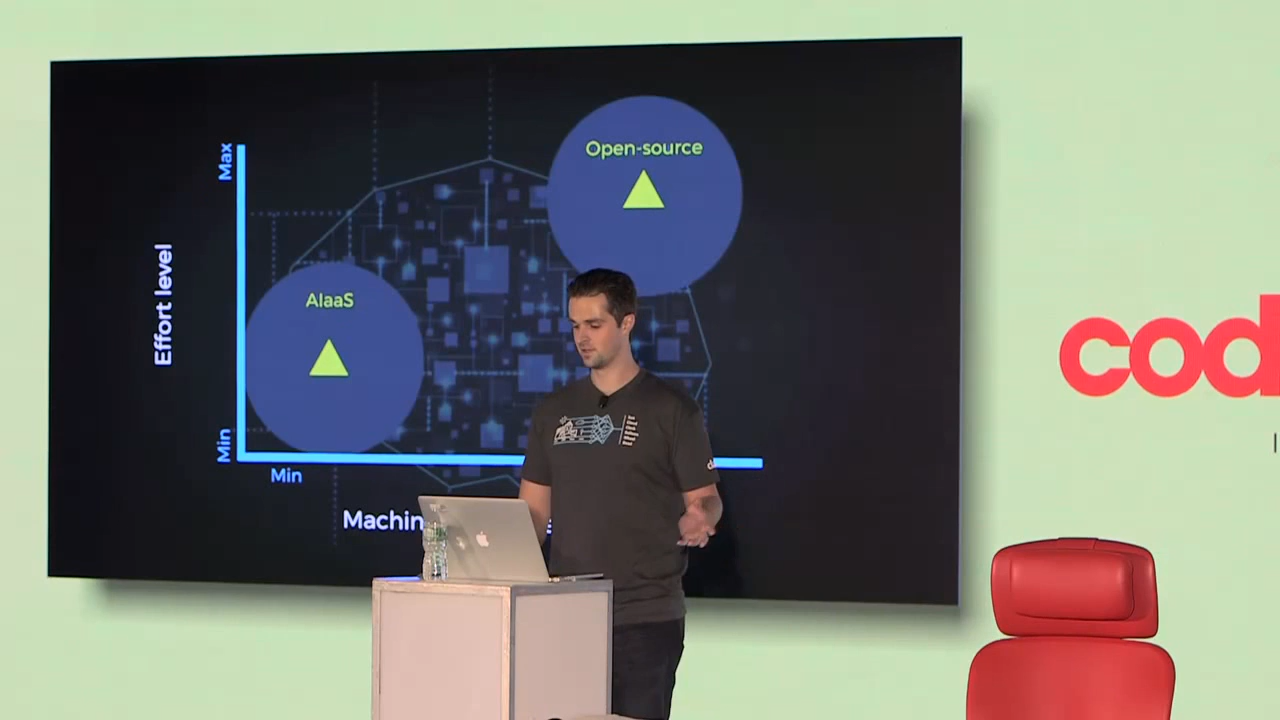 Open-source
Max
AIaaS
Effort level
Min
Min
Machin
cod